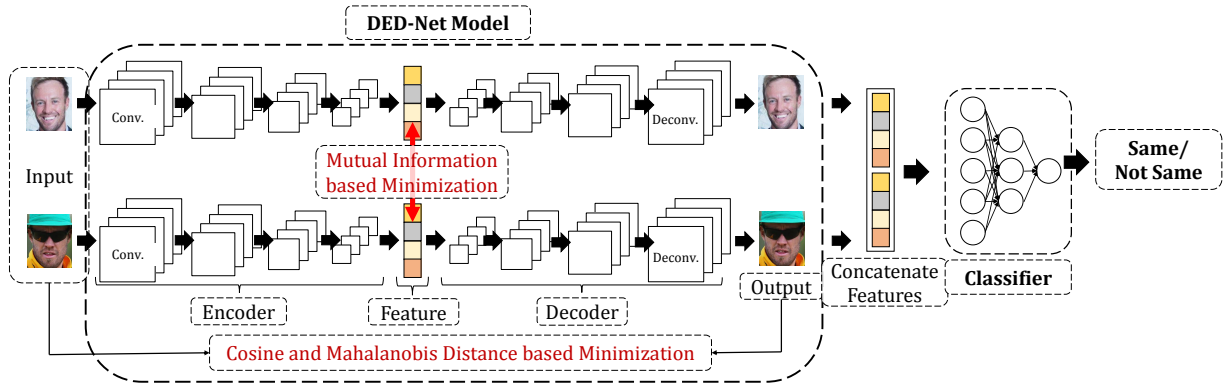 DED-Net Model
Input
Conv.
Deconv.
Mutual Information
based Minimization
Conv.
Deconv.
Encoder
Feature
Decoder
Output
Concatenate
Features
Classifier
Same/
Not Same
Cosine and Mahalanobis Distance based Minimization